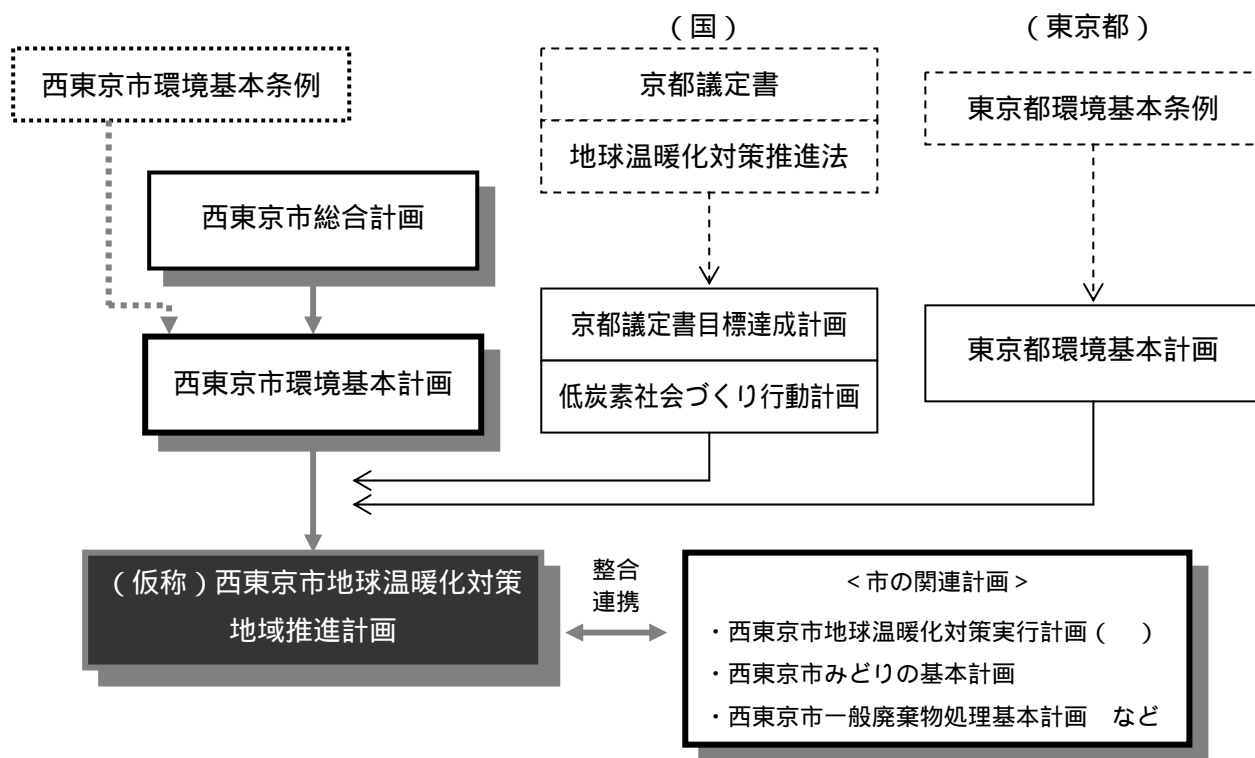 （国）
（東京都）
西東京市環境基本条例
京都議定書
地球温暖化対策推進法
東京都環境基本条例
西東京市総合計画
京都議定書目標達成計画
低炭素社会づくり行動計画
東京都環境基本計画
西東京市環境基本計画
（仮称）西東京市地球温暖化対策
地域推進計画
整合
連携
＜市の関連計画＞
・西東京市地球温暖化対策実行計画（　）
・西東京市みどりの基本計画
・西東京市一般廃棄物処理基本計画　など